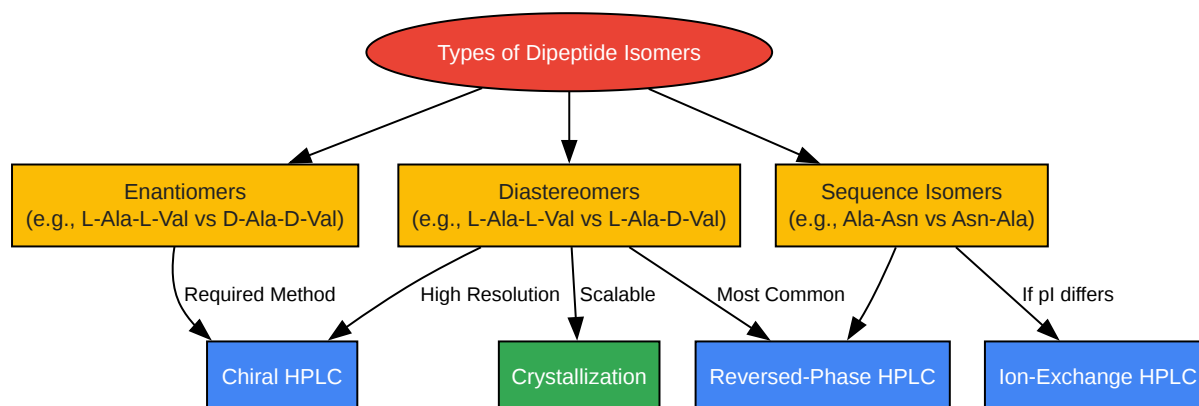 Types of Dipeptide Isomers
Enantiomers
(e.g., L-Ala-L-Val vs D-Ala-D-Val)
Diastereomers
(e.g., L-Ala-L-Val vs L-Ala-D-Val)
Sequence Isomers
(e.g., Ala-Asn vs Asn-Ala)
Required Method
High Resolution
Scalable
Most Common
If pI differs
Chiral HPLC
Crystallization
Reversed-Phase HPLC
Ion-Exchange HPLC